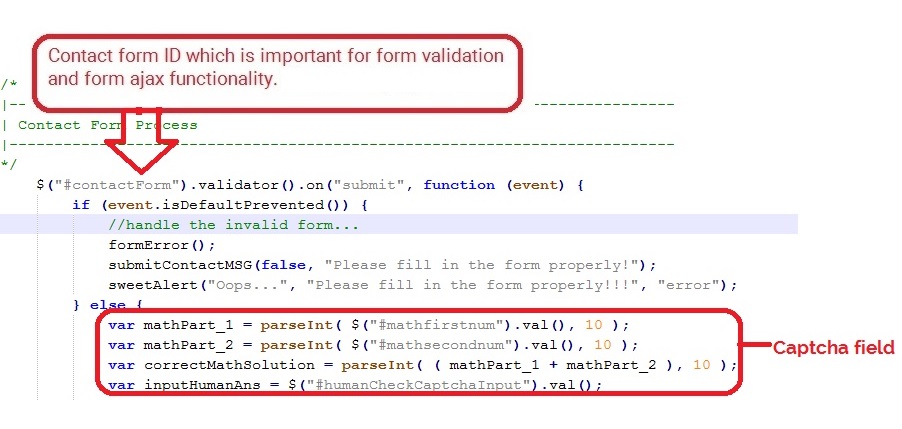 Contact form ID which is important for form validation
and form ajax functionality.
/*
|-- ----------------
| Contact Form Process
|--------------------------------------------------------------------------
*/
$("#contactForm").validator().on("submit", function (event) {
if (event.isDefaultPrevented()) {
//handle the invalid form...
formError();
submitContactMSG(false, "Please fill in the form properly!");
sweetAlert("Oops...", "Please fill in the form properly!!!", "error");
} else {
var mathPart_1 = parseInt( $("#mathfirstnum").val(), 10 );
var mathPart_2 = parseInt( $("#mathsecondnum").val(), 10 );
var correctMathSolution = parseInt( ( mathPart_1 + mathPart_2 ), 10 );
var inputHumanAns = $("#humanCheckCaptchaInput").val();
Captcha field